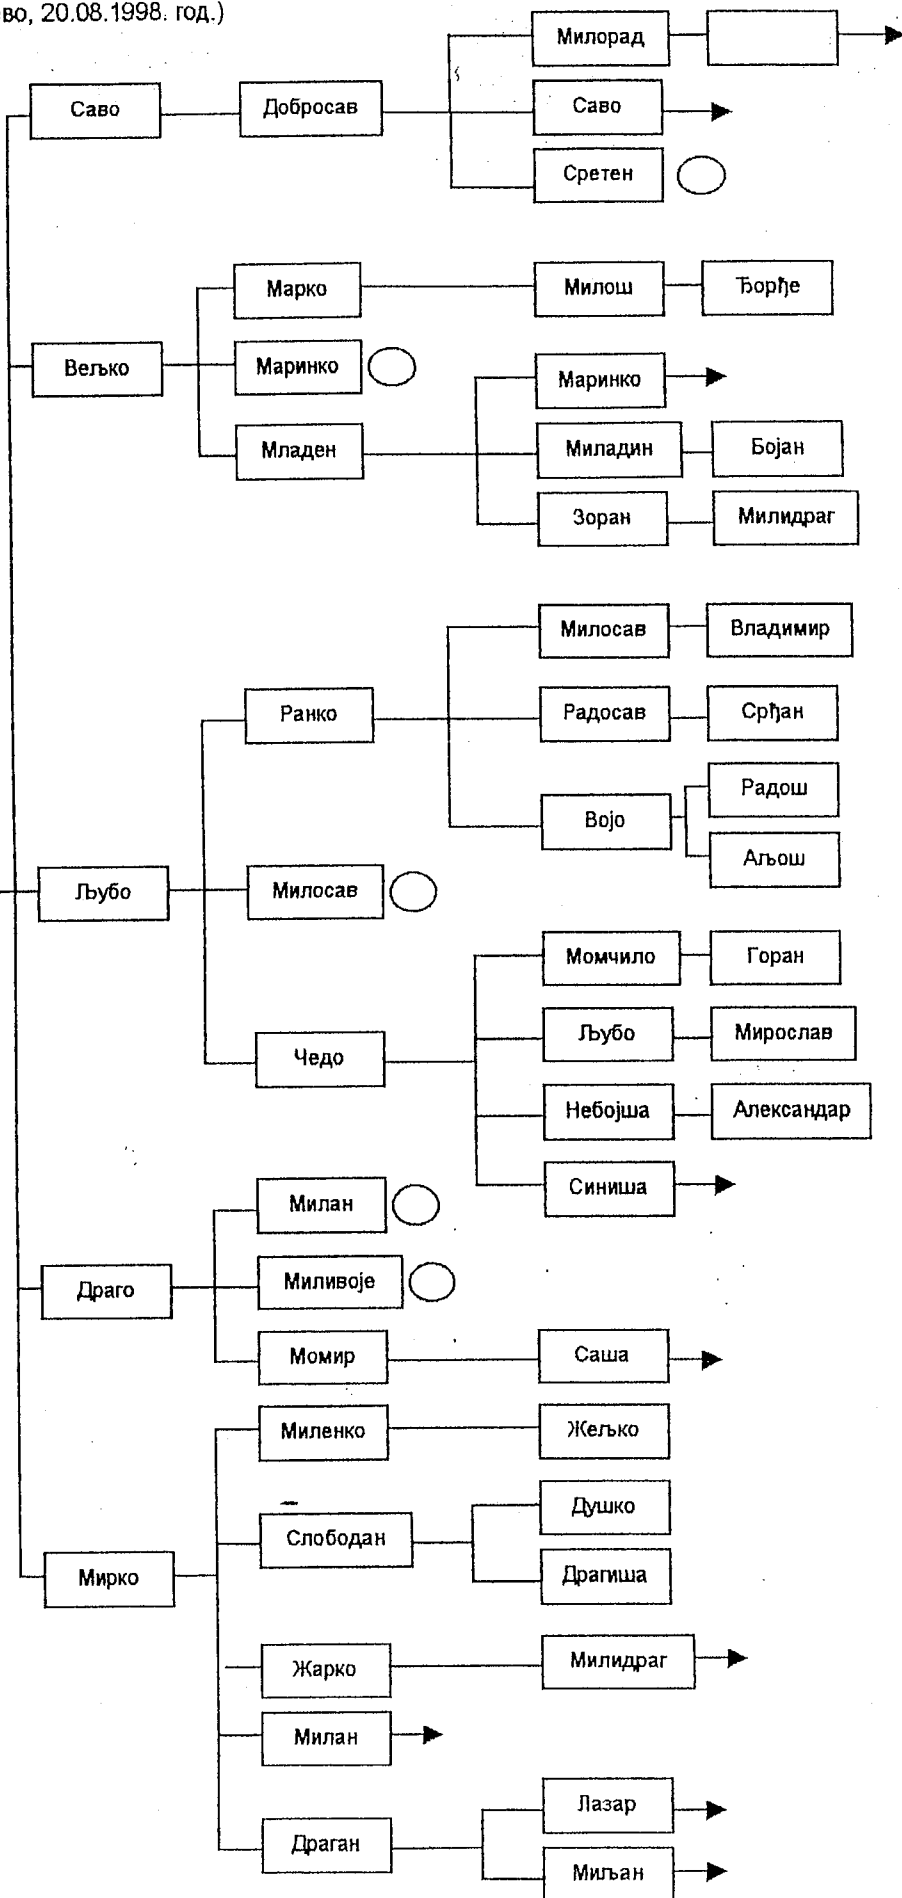 во, 20.08.1998. год.)
Милорад
Саво
Добросав
Саво
Сретен
Марко
Милош
Ђорђе
Вељко
Маринко
Маринко
Младен
Миладин
Бојан
Зоран
Милидраг
Милосав
Владимир
Ранко
Радосав
Срђан
Војо
Радош
Аљош
Љубо
Милосав
Момчило
Горан
Љубо
Мирослав
Чедо
Небојша
Александар
Синиша
Милан
Драго
Миливоје
Момир
Саша
Миленко
Жељко
Душко
Слободан
Драгиша
Мирко
Жарко
Милидраг
Милан
Лазар
Драган
Миљан